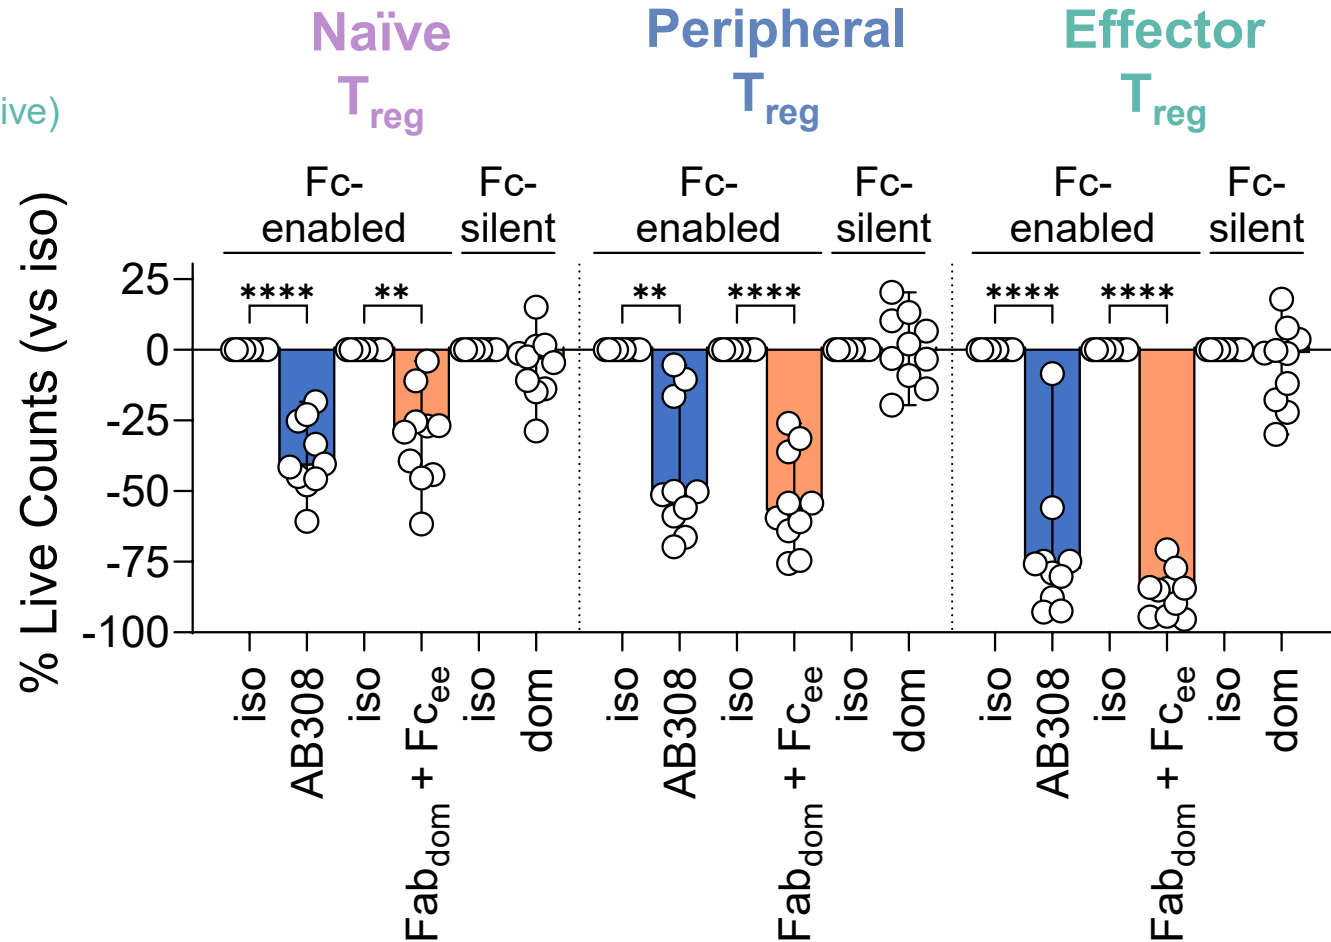 Naïve
Treg
Peripheral
Treg
Effector
Treg
ive)
Fc-
enabled
Fc-
silent
Fc-
enabled
Fc-
silent
Fc-
enabled
Fc-
silent
% Live Counts (vs iso)
25
0
-25
-50
-75
-100
**** **
** ****
**** ****
iso
AB308
iso
Fabdom + Fcee
iso
dom
iso
AB308
iso
Fabdom + Fcee
iso
dom
iso
AB308
iso
Fabdom + Fcee
iso
dom